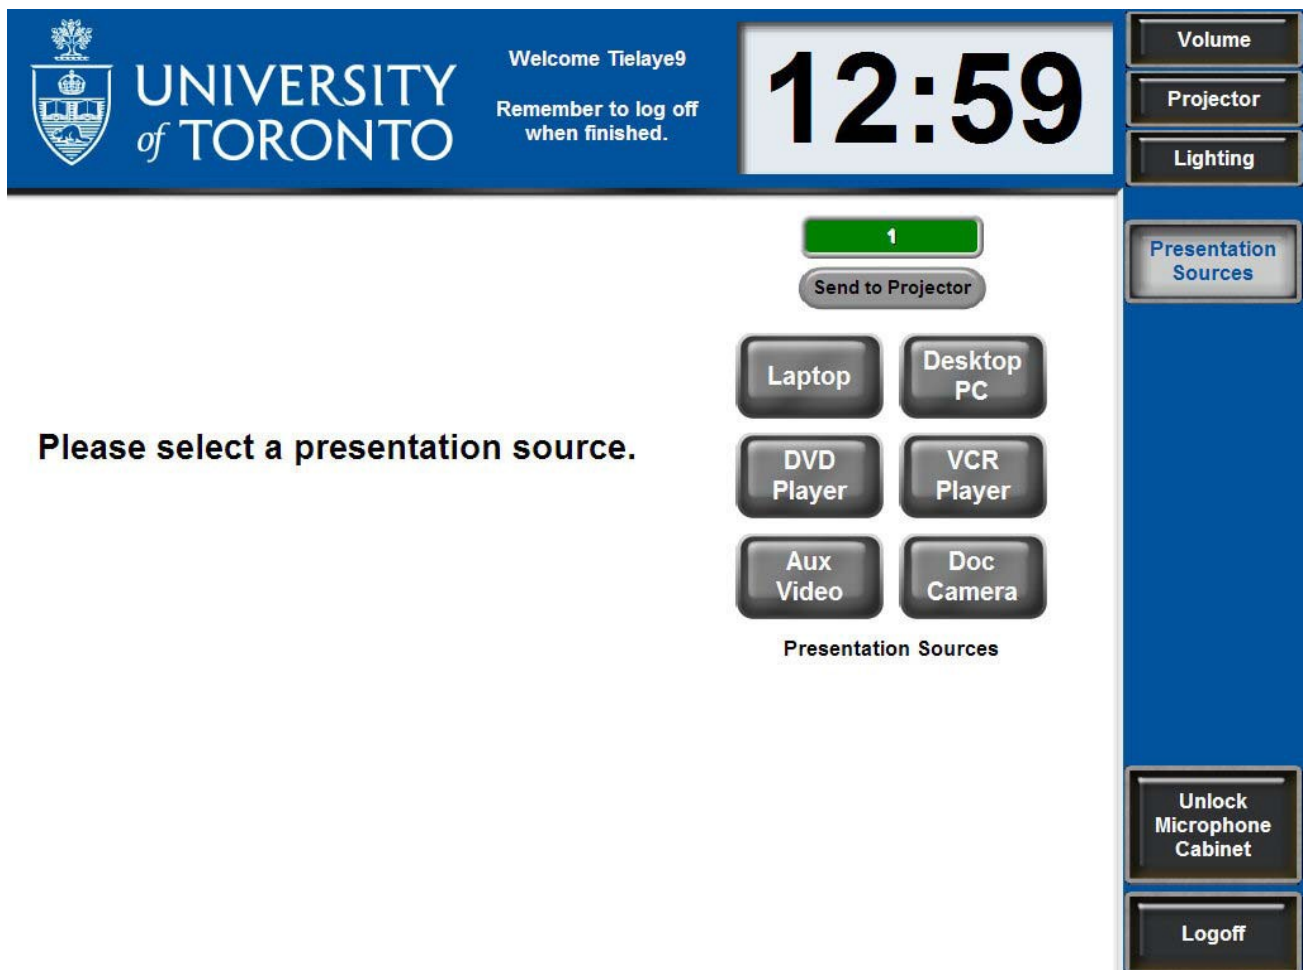 UNIVERSITY
of TORONTO
Welcome Tielaye9
Remember to log off
when finished.
12:59
Volume
Projector
Lighting
Presentation
Sources
1
Send to Projector
Laptop
Desktop
PC
Please select a presentation source.
DVD
Player
VCR
Player
Aux
Video
Doc
Camera
Presentation Sources
Unlock
Microphone
Cabinet
Logoff